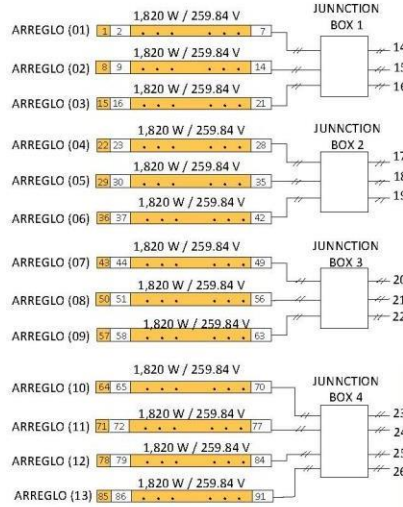 1,820 W / 259.84 V
JUNNCTION
BOX 1
ARREGLO (01) 1 2 7
14
1,820 W / 259.84 V
ARREGLO (02) 8 9 14
15
1,820 W / 259.84 V
16
ARREGLO (03) 15 16 21
1,820 W / 259.84 V
JUNNCTION
BOX 2
ARREGLO (04) 22 23 28
17
1,820 W / 259.84 V
ARREGLO (05) 29 30 35
18
1,820 W / 259.84 V
19
ARREGLO (06) 36 37 42
1,820 W / 259.84 V
JUNNCTION
BOX 3
ARREGLO (07) 43 44 49
20
1,820 W / 259.84 V
ARREGLO (08) 50 51 56
21
1,820 W / 259.84 V
22
ARREGLO (09) 57 58 63
1,820 W / 259.84 V
JUNNCTION
BOX 4
ARREGLO (10) 64 65 70
23
1,820 W / 259.84 V
ARREGLO (11) 71 72 77
24
1,820 W / 259.84 V
25
ARREGLO (12) 78 79 84
26
1,820 W / 259.84 V
ARREGLO (13) 85 86 91